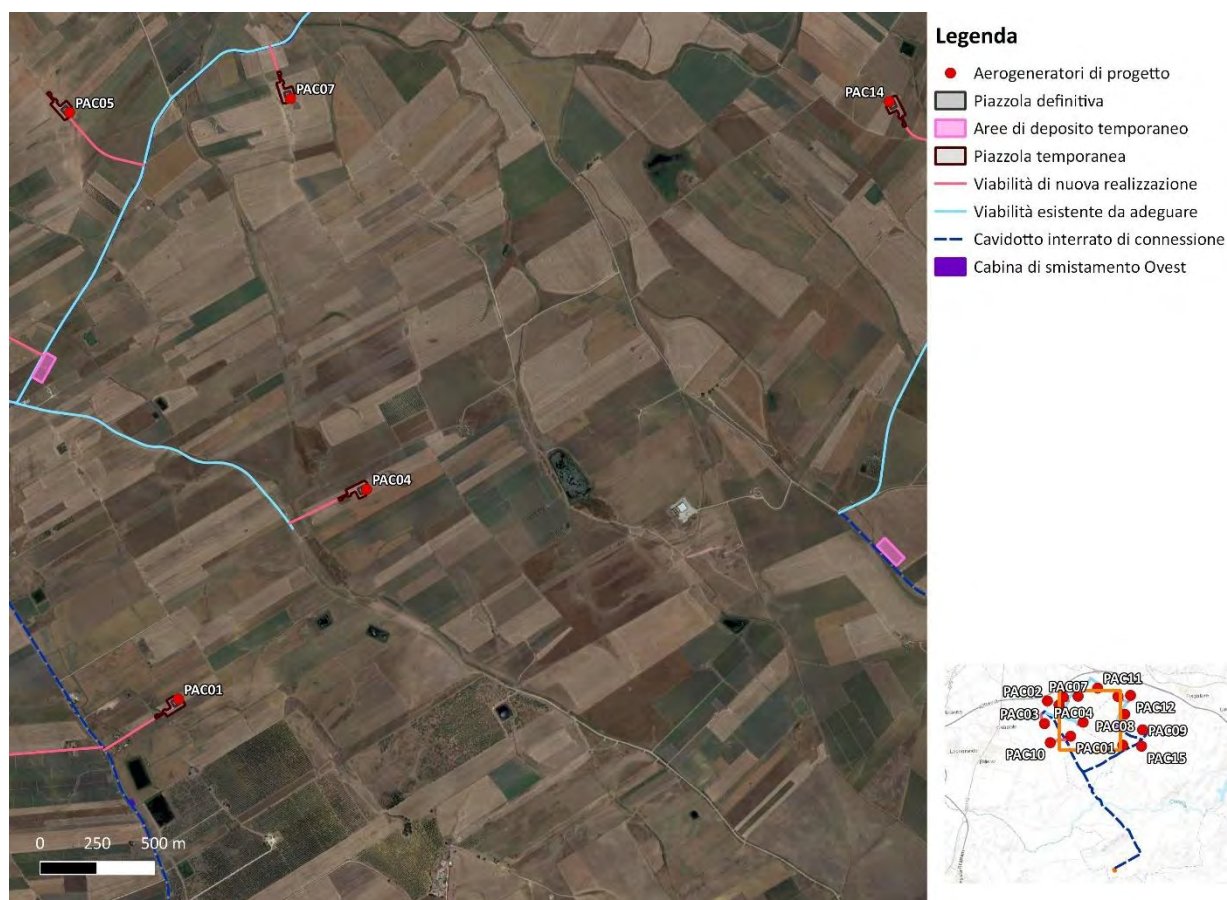 PAC05
PAC07
PAC14
PAC04
PAC01
0 250 500 m
Legenda
Aerogeneratori di progetto
Piazzola definitiva
Aree di deposito temporaneo
Piazzola temporanea
Viabilità di nuova realizzazione
Viabilità esistente da adeguare
Cavidotto interrato di connessione
Cabina di smistamento Ovest
PAC11
PAC02 PAC07
PAC12
PAC03 PAC04
PAC08 PAC09
PAC01
PAC10 PAC15